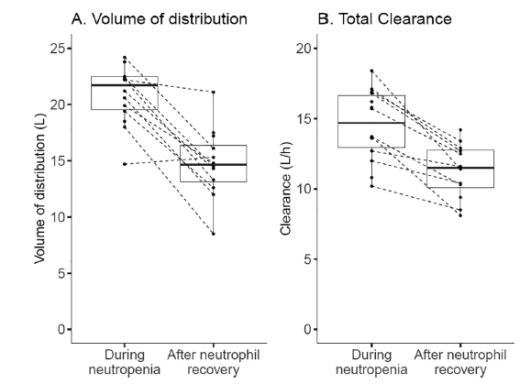 A. Volume of distribution
Volume of distribution (L)
25
20
15
10
5
0
During
neutropenia
After neutrophil
recovery
B. Total Clearance
Clearance (L/h)
20
15
10
5
0
During
neutropenia
After neutrophil
recovery